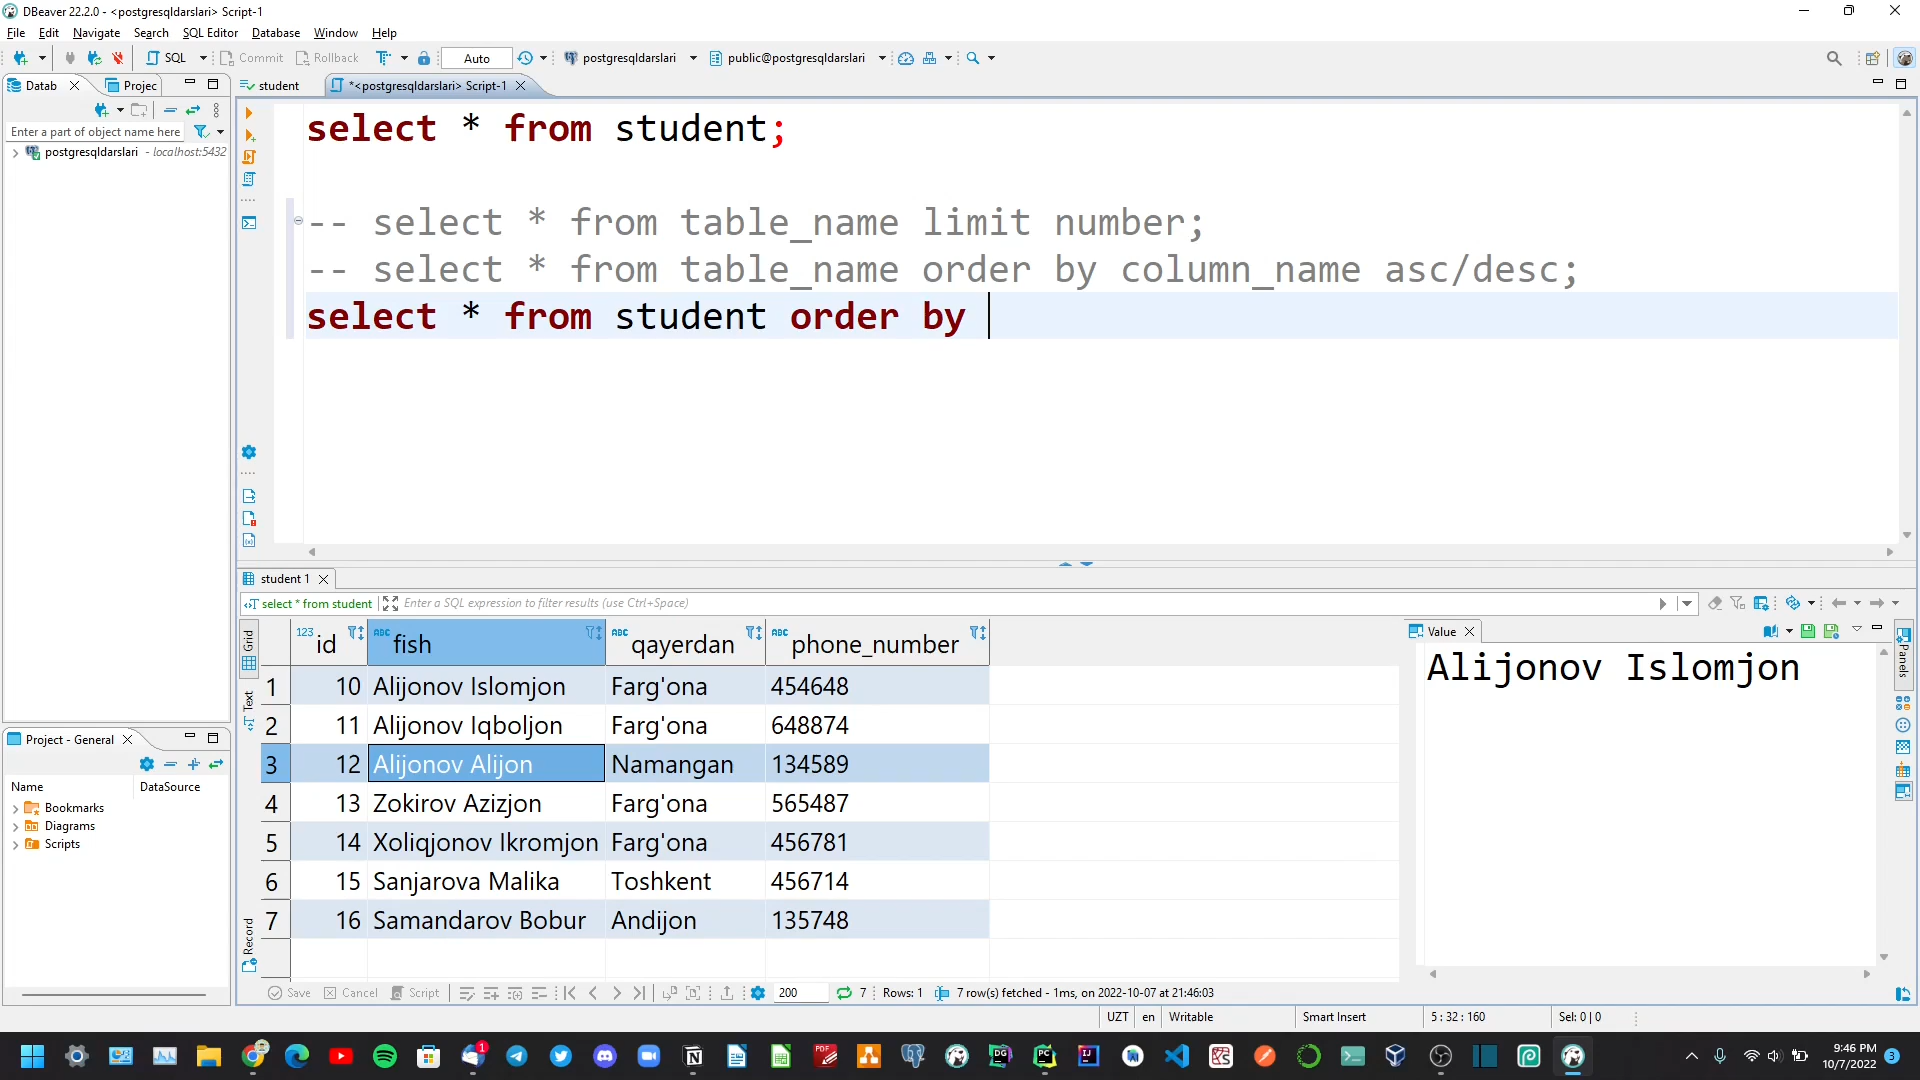 DBeaver 22.2.0 - <postgresqldarslari> Script-1
File Edit Navigate Search SQL Editor Database Window Help
SQL Commit Rollback Auto postgresqldarslari public@postgresqldarslari
Datab Projec
student *<postgresqldarslari> Script-1
Enter a part of object name here
postgresqldarslari - localhost:5432
select * from student;
-- select * from table_name limit number;
-- select * from table_name order by column_name asc/desc;
select * from student order by
student 1
select * from student Enter a SQL expression to filter results (use Ctrl+Space)
Grid
Text
Record
123 id ABC fish ABC qayerdan ABC phone_number
1 10 Alijonov Islomjon Farg'ona 454648
2 11 Alijonov Iqboljon Farg'ona 648874
3 12 Alijonov Alijon Namangan 134589
4 13 Zokirov Azizjon Farg'ona 565487
5 14 Xoliqjonov Ikromjon Farg'ona 456781
6 15 Sanjarova Malika Toshkent 456714
7 16 Samandarov Bobur Andijon 135748
Value
Alijonov Islomjon
Panels
Project - General
Name DataSource
Bookmarks
Diagrams
Scripts
Save Cancel Script 200 7 Rows: 1 7 row(s) fetched - 1ms, on 2022-10-07 at 21:46:03
UZT en Writable Smart Insert 5 : 32 : 160 Sel: 0 | 0
9:46 PM
10/7/2022
3